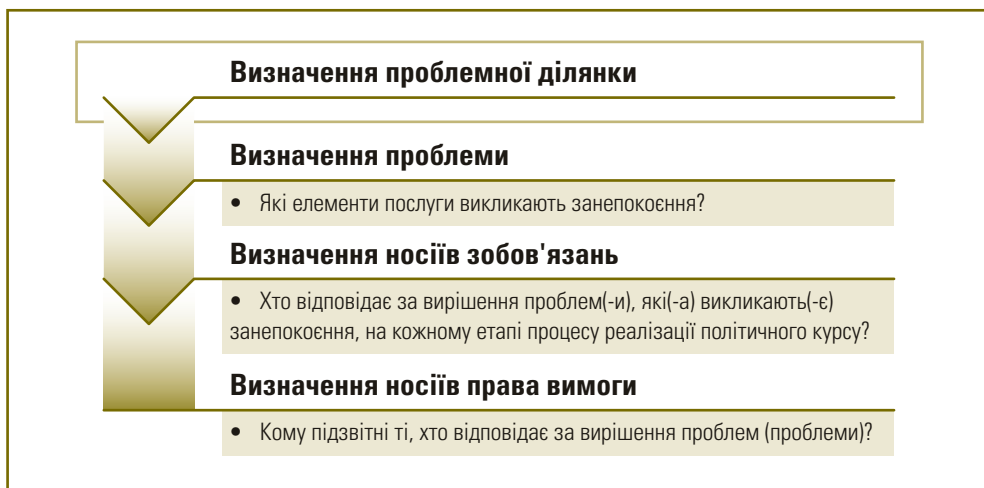 Визначення проблемної ділянки
Визначення проблеми
• Які елементи послуги викликають занепокоєння?
Визначення носіїв зобов'язань
• Хто відповідає за вирішення проблем(-и), які(-а) викликають(-є)
занепокоєння, на кожному етапі процесу реалізації політичного курсу?
Визначення носіїв права вимоги
• Кому підзвітні ті, хто відповідає за вирішення проблем (проблеми)?